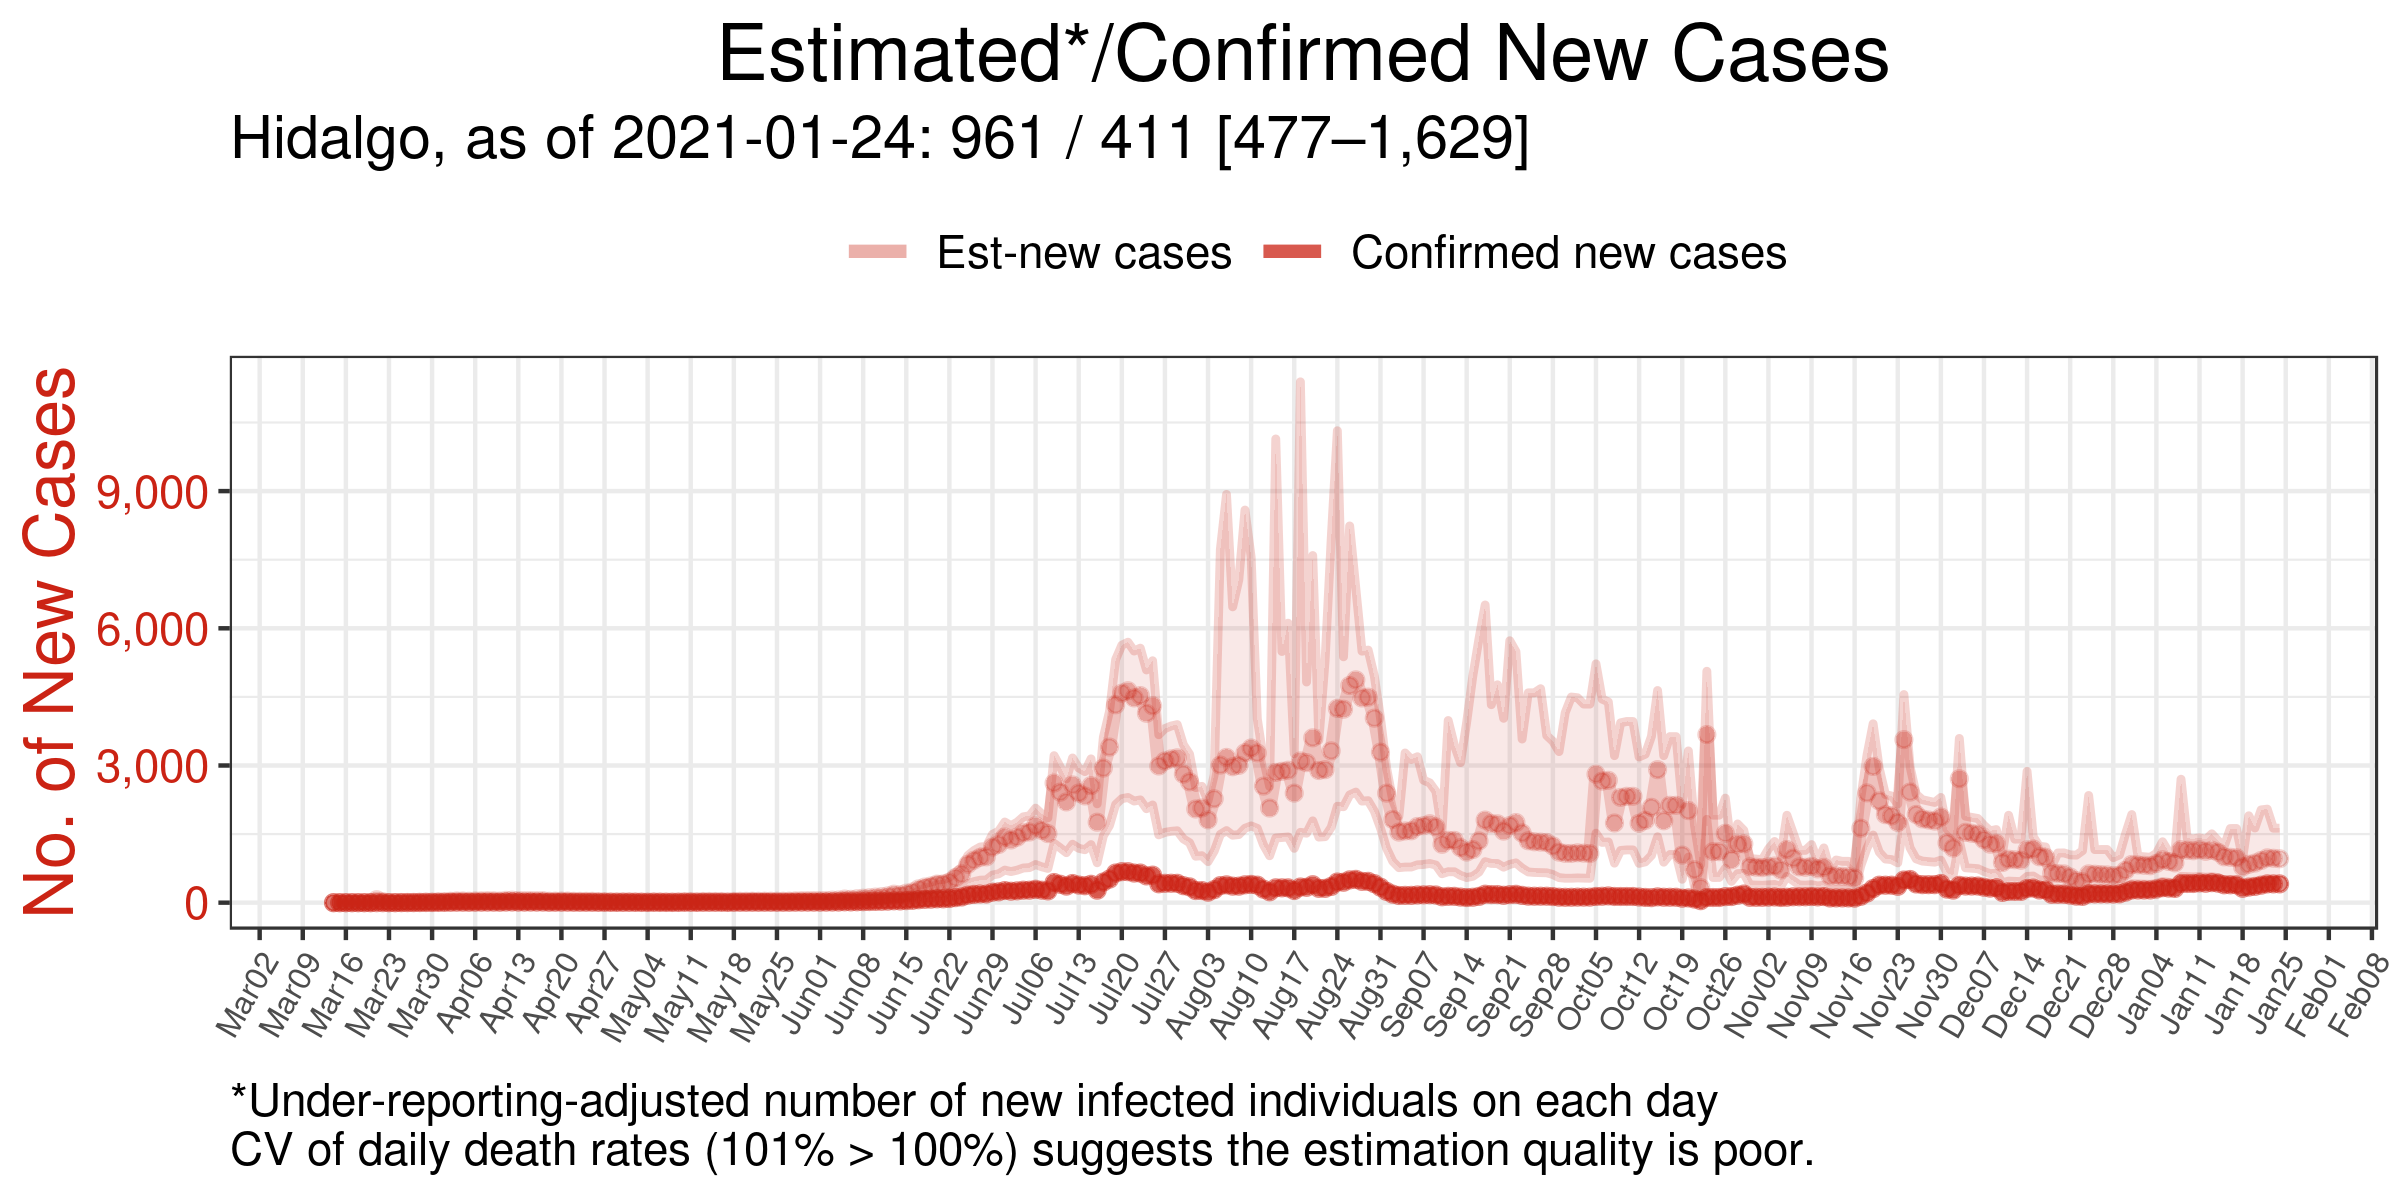 Estimated*/Confirmed New Cases
Hidalgo, as of 2021-01-24: 961 / 411 [477–1,629]
Est-new cases Confirmed new cases
No. of New Cases
9,000
6,000
3,000
0
Mar02 Mar09 Mar16 Mar23 Mar30 Apr06 Apr13 Apr20 Apr27 May04 May11 May18 May25 Jun01 Jun08 Jun15 Jun22 Jun29 Jul06 Jul13 Jul20 Jul27 Aug03 Aug10 Aug17 Aug24 Aug31 Sep07 Sep14 Sep21 Sep28 Oct05 Oct12 Oct19 Oct26 Nov02 Nov09 Nov16 Nov23 Nov30 Dec07 Dec14 Dec21 Dec28 Jan04 Jan11 Jan18 Jan25 Feb01 Feb08
*Under-reporting-adjusted number of new infected individuals on each day
CV of daily death rates (101% > 100%) suggests the estimation quality is poor.